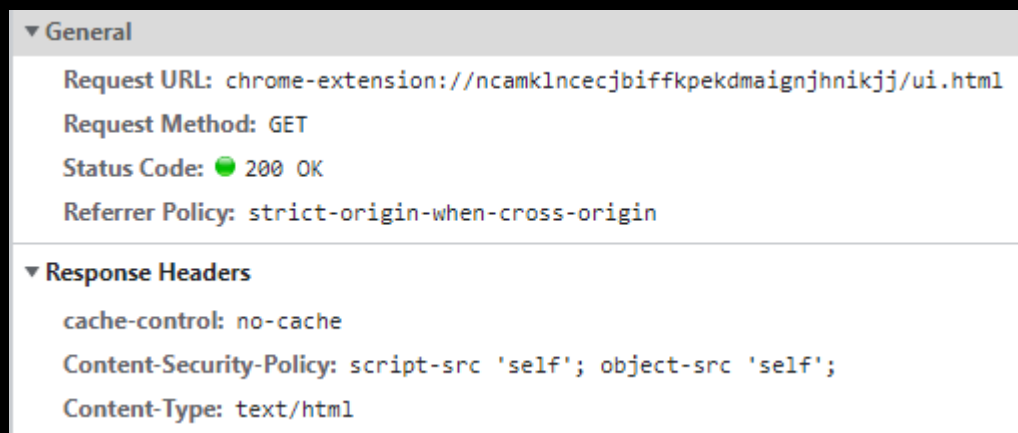 General
Request URL: chrome-extension://ncamklncecjbiffkpekdmaignjhnikjj/ui.html
Request Method: GET
Status Code: 200 OK
Referrer Policy: strict-origin-when-cross-origin
Response Headers
cache-control: no-cache
Content-Security-Policy: script-src 'self'; object-src 'self';
Content-Type: text/html